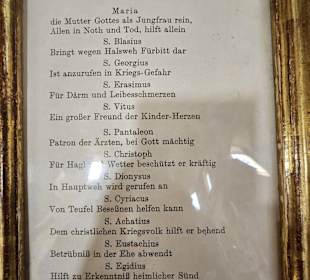 Maria
die Mutter Gottes als Jungfrau rein,
Allen in Noth und Tod, hilft allein
S. Blasius
Bringt wegen Halsweh Fürbitt dar
S. Georgius
Ist anzurufen in Kriegs-Gefahr
S. Erasimus
Für Därm und Leibesschmerzen
S. Vitus
Ein großer Freund der Kinder-Herzen
S. Pantaleon
Patron der Ärzten, bei Gott mächtig
S. Christoph
Für Hagl und Wetter beschützt er kräftig
S. Dionysus
In Hauptweh wird gerufen an
S. Cyriacus
Von Teufel Beseßnen helfen kann
S. Achatius
Dem christlichen Kriegsvolk hilft er behend
S. Eustachius
Betrübniß in der Ehe abwendt
S. Egidius
Hilft zu Erkenntniß heimlicher Sünd